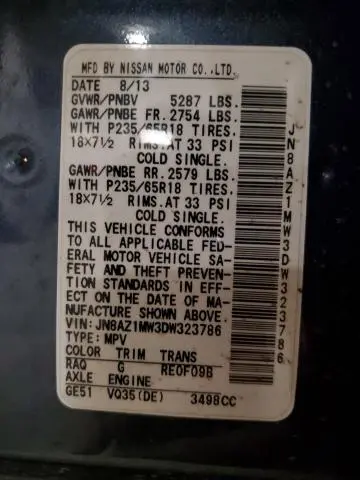 MFD BY NISSAN MOTOR CO.,LTD.
DATE 8/13
GVWR/PNBV 5287 LBS.
GAWR/PNBE FR. 2754 LBS.
WITH P235/65R18 TIRES.
18X7½ RIMS.AT 33 PSI
COLD SINGLE.
GAWR/PNBE RR. 2579 LBS.
WITH P235/65R18 TIRES.
18X7½ RIMS.AT 33 PSI
COLD SINGLE.
THIS VEHICLE CONFORMS
TO ALL APPLICABLE FED-
ERAL MOTOR VEHICLE SA-
FETY AND THEFT PREVEN-
TION STANDARDS IN EFF-
ECT ON THE DATE OF MA-
NUFACTURE SHOWN ABOVE.
VIN: JN8AZ1MW3DW323786
TYPE: MPV
COLOR TRIM TRANS
RAQ G RE0F09B
AXLE ENGINE
GE51 VQ35(DE) 3498CC
JN8AZ1MW3DW323786